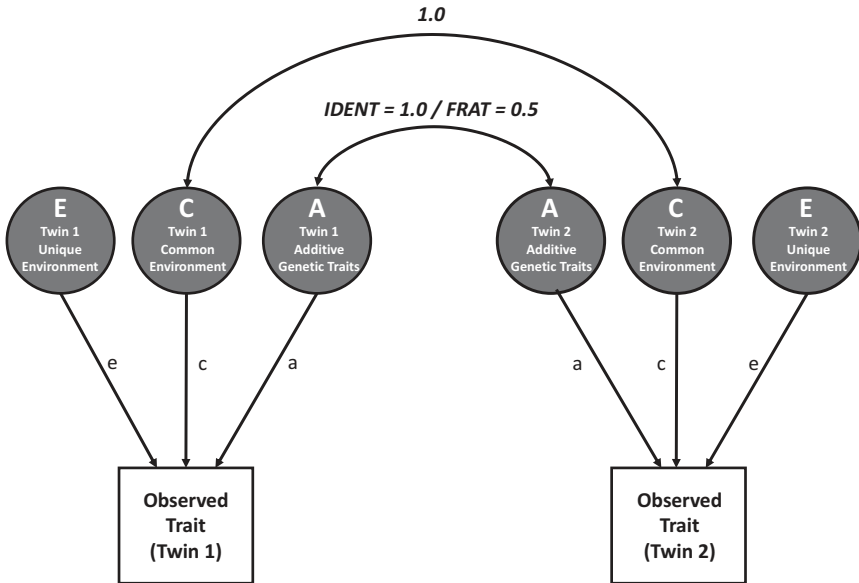 1.0
IDENT = 1.0 / FRAT = 0.5
E
Twin 1
Unique
Environment
C
Twin 1
Common
Environment
A
Twin 1
Additive
Genetic Traits
A
Twin 2
Additive
Genetic Traits
C
Twin 2
Common
Environment
E
Twin 2
Unique
Environment
e
c
a
a
c
e
Observed
Trait
(Twin 1)
Observed
Trait
(Twin 2)